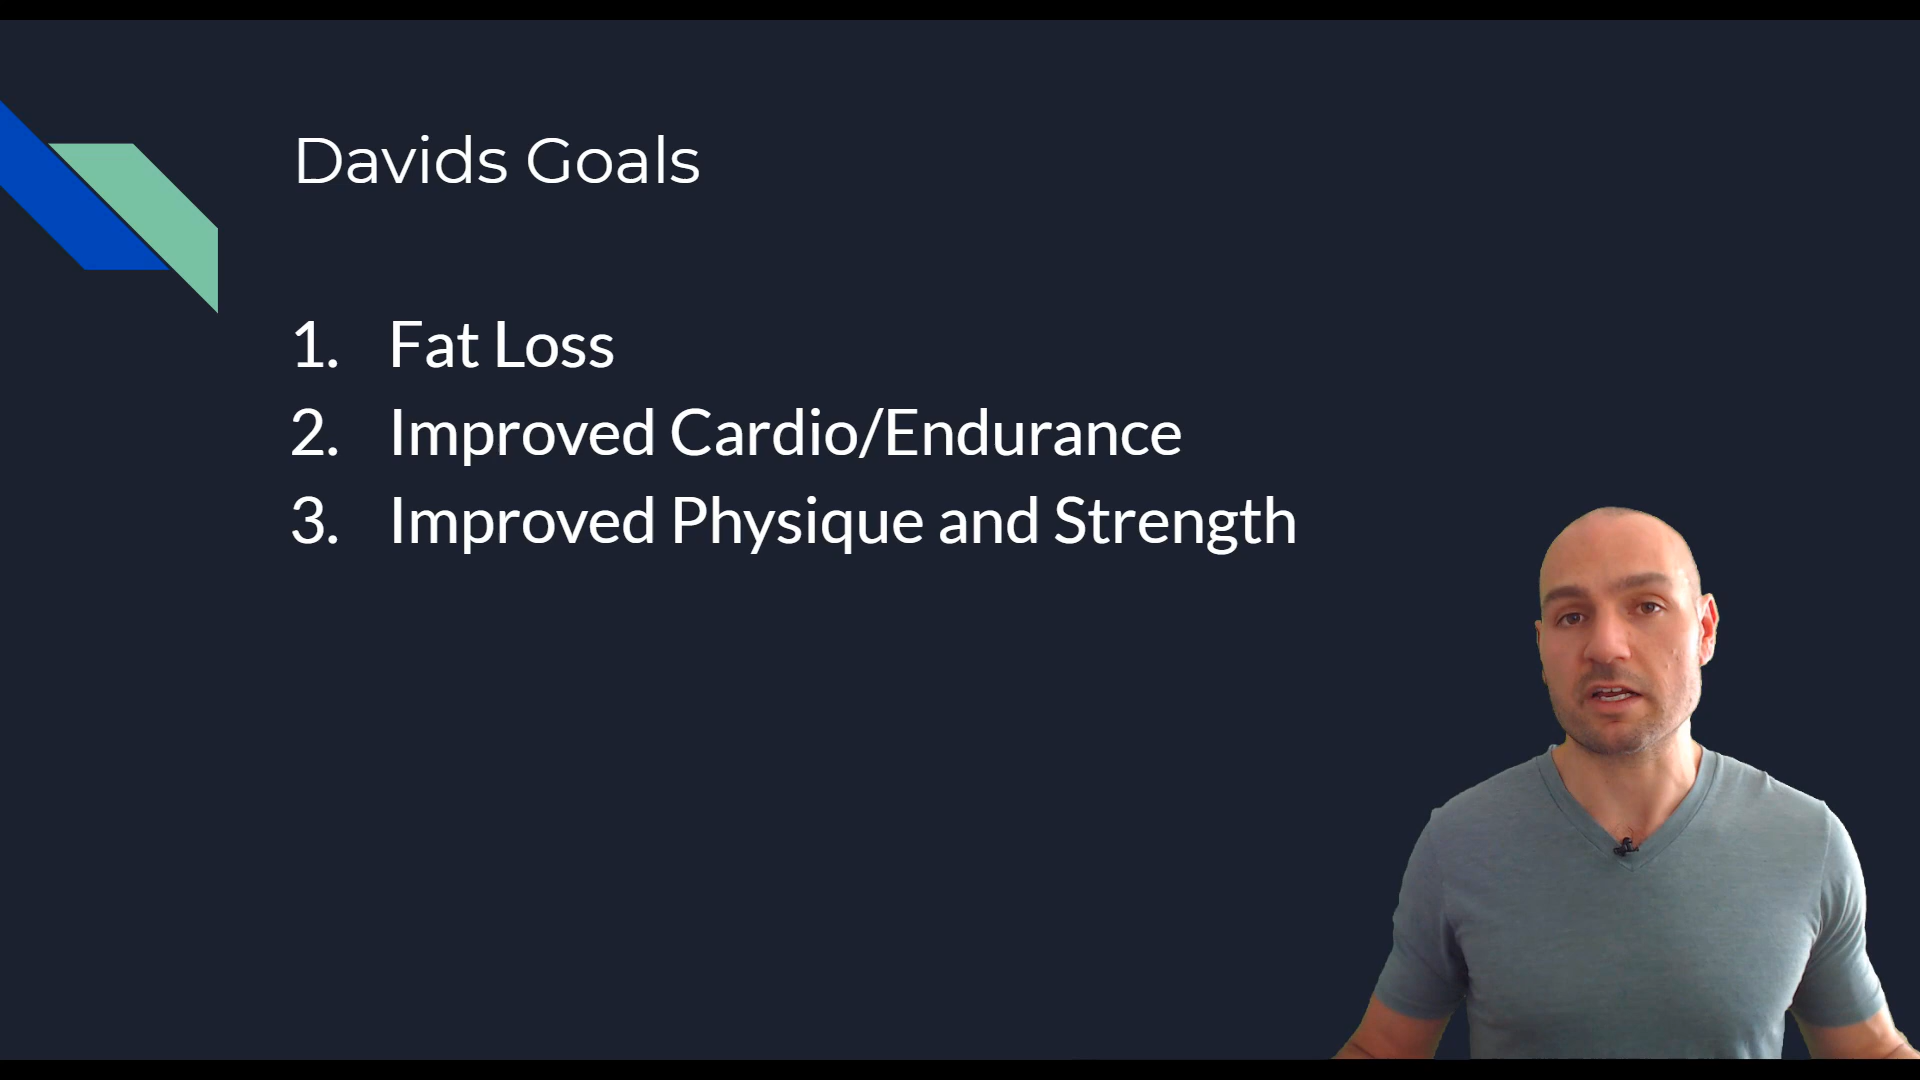 Davids Goals
1. Fat Loss
2. Improved Cardio/Endurance
3. Improved Physique and Strength